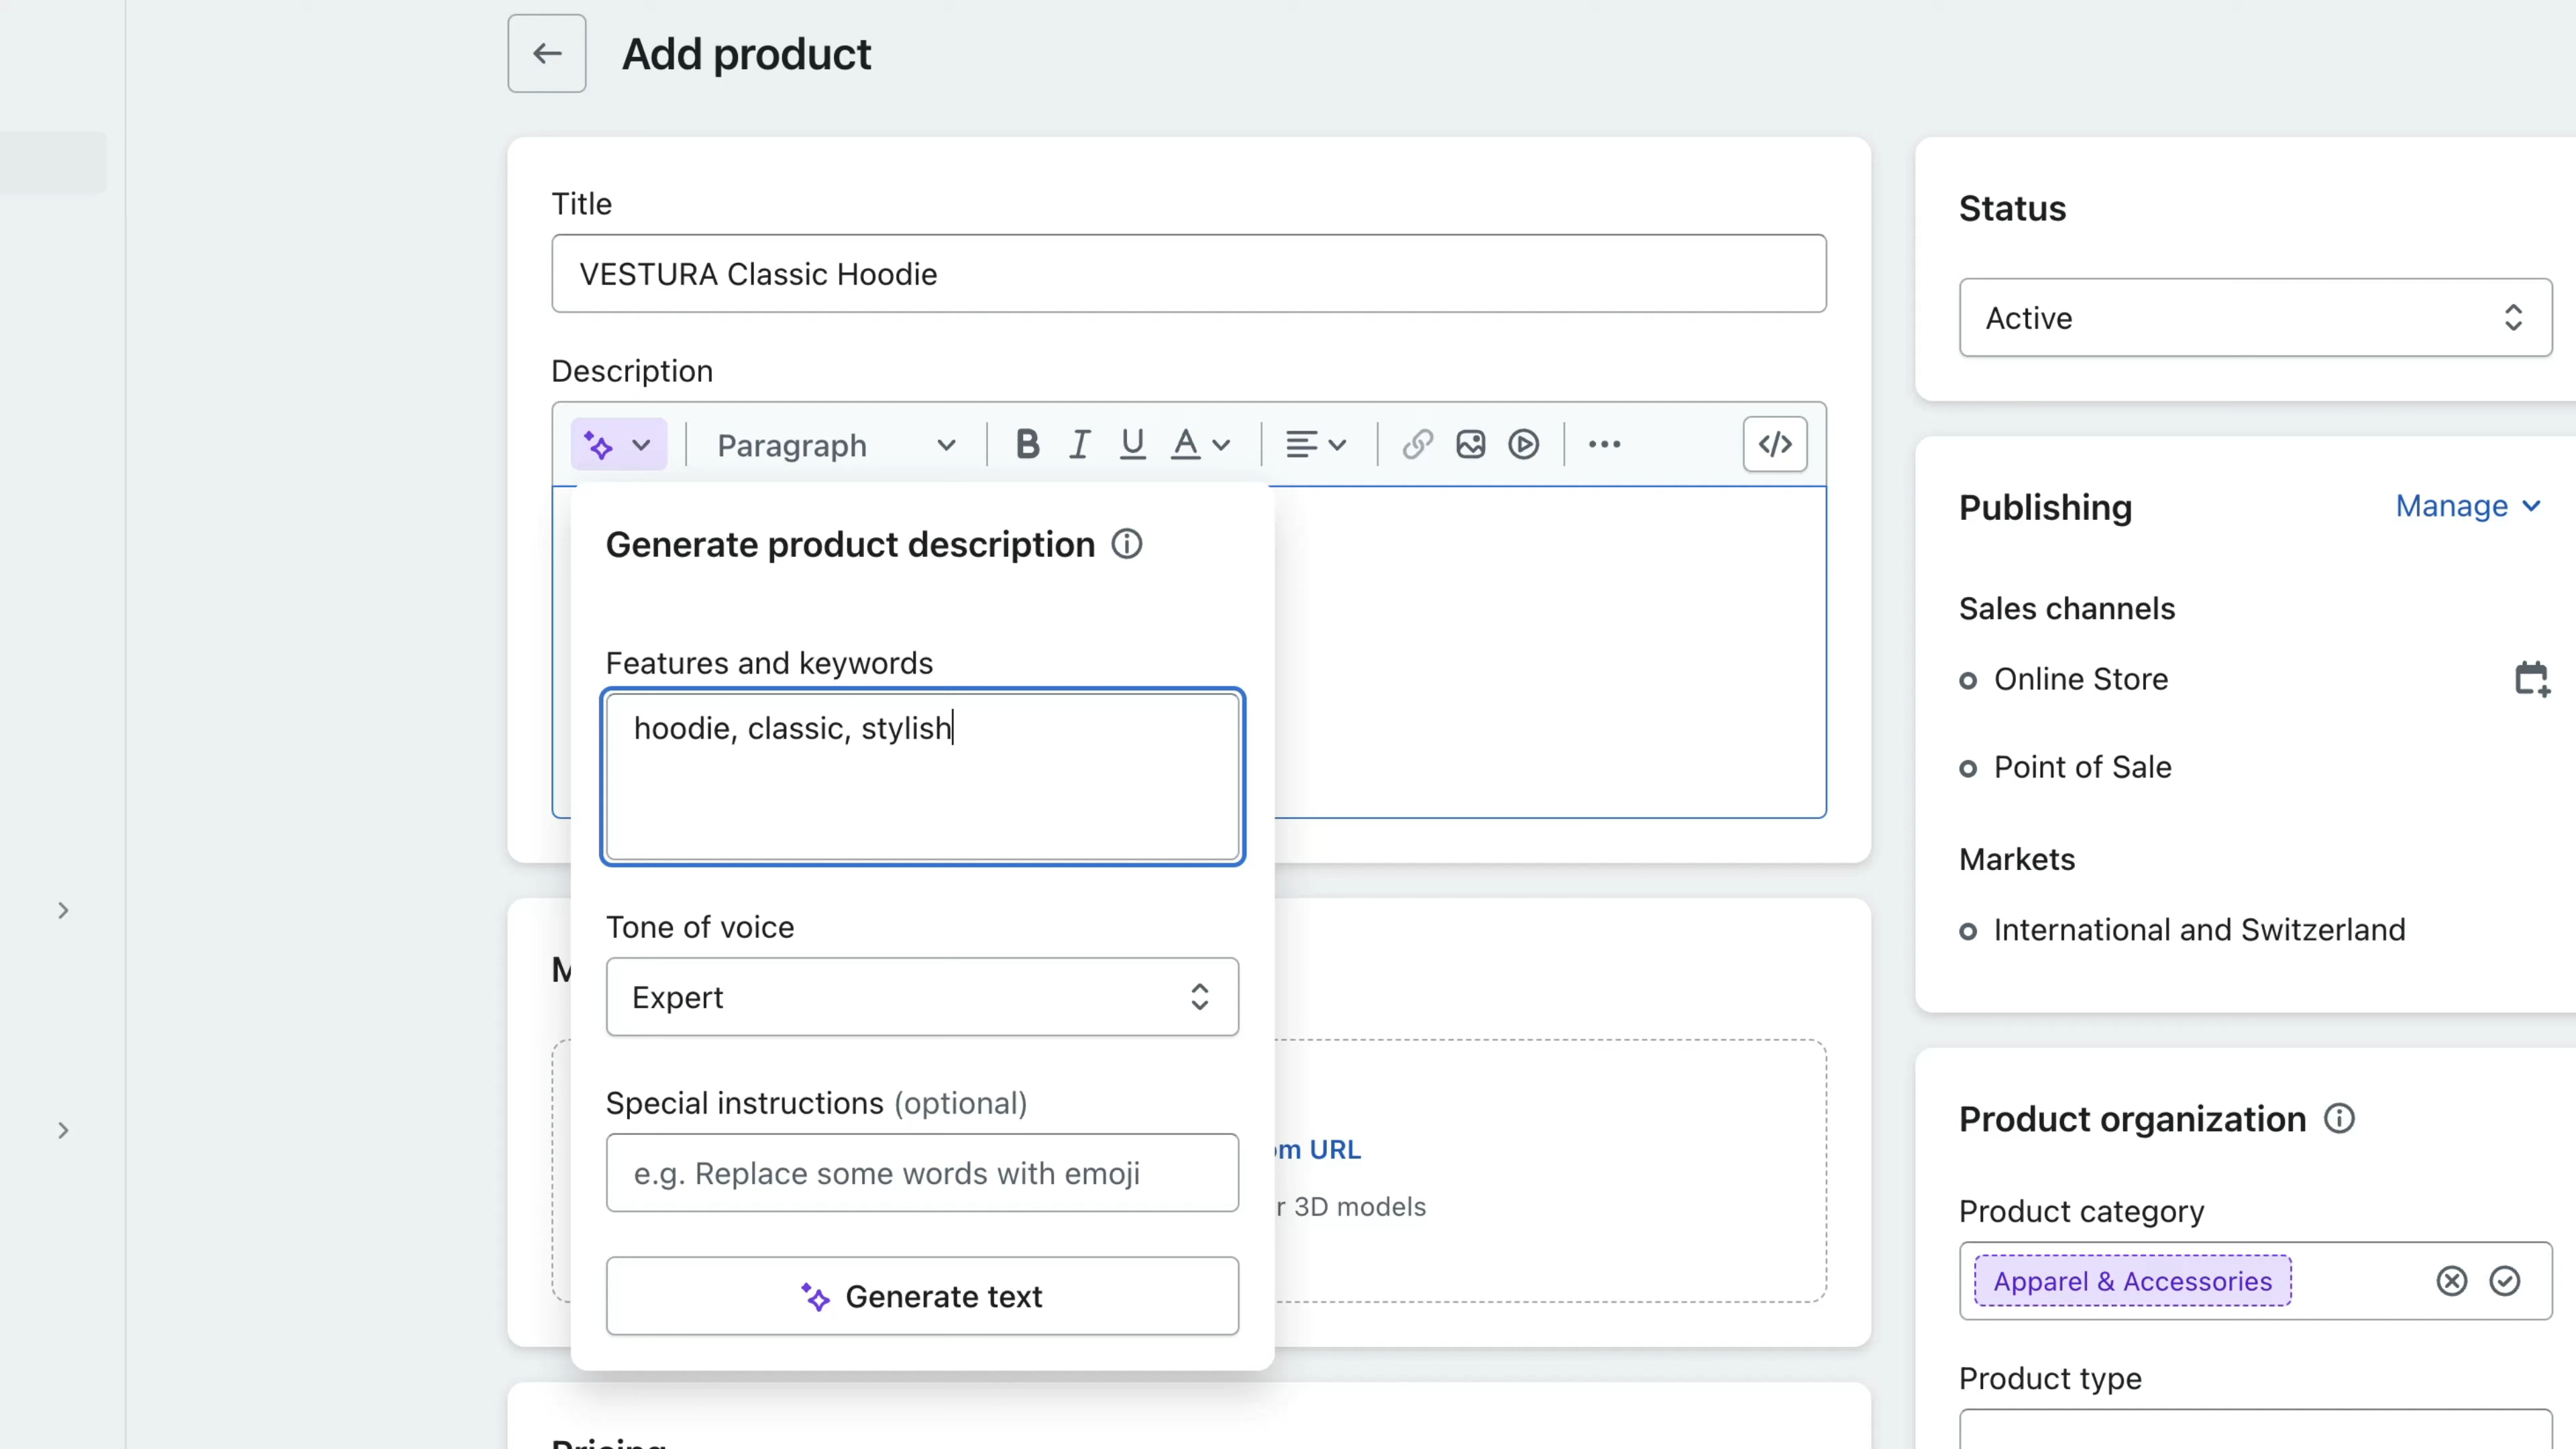 Add product
Title
VESTURA Classic Hoodie
Description
Paragraph
B I U A
Generate product description
Features and keywords
hoodie, classic, stylish
Tone of voice
Expert
Special instructions (optional)
e.g. Replace some words with emoji
Generate text
URL
3D models
Status
Active
Publishing
Manage
Sales channels
Online Store
Point of Sale
Markets
International and Switzerland
Product organization
Product category
Apparel & Accessories
Product type